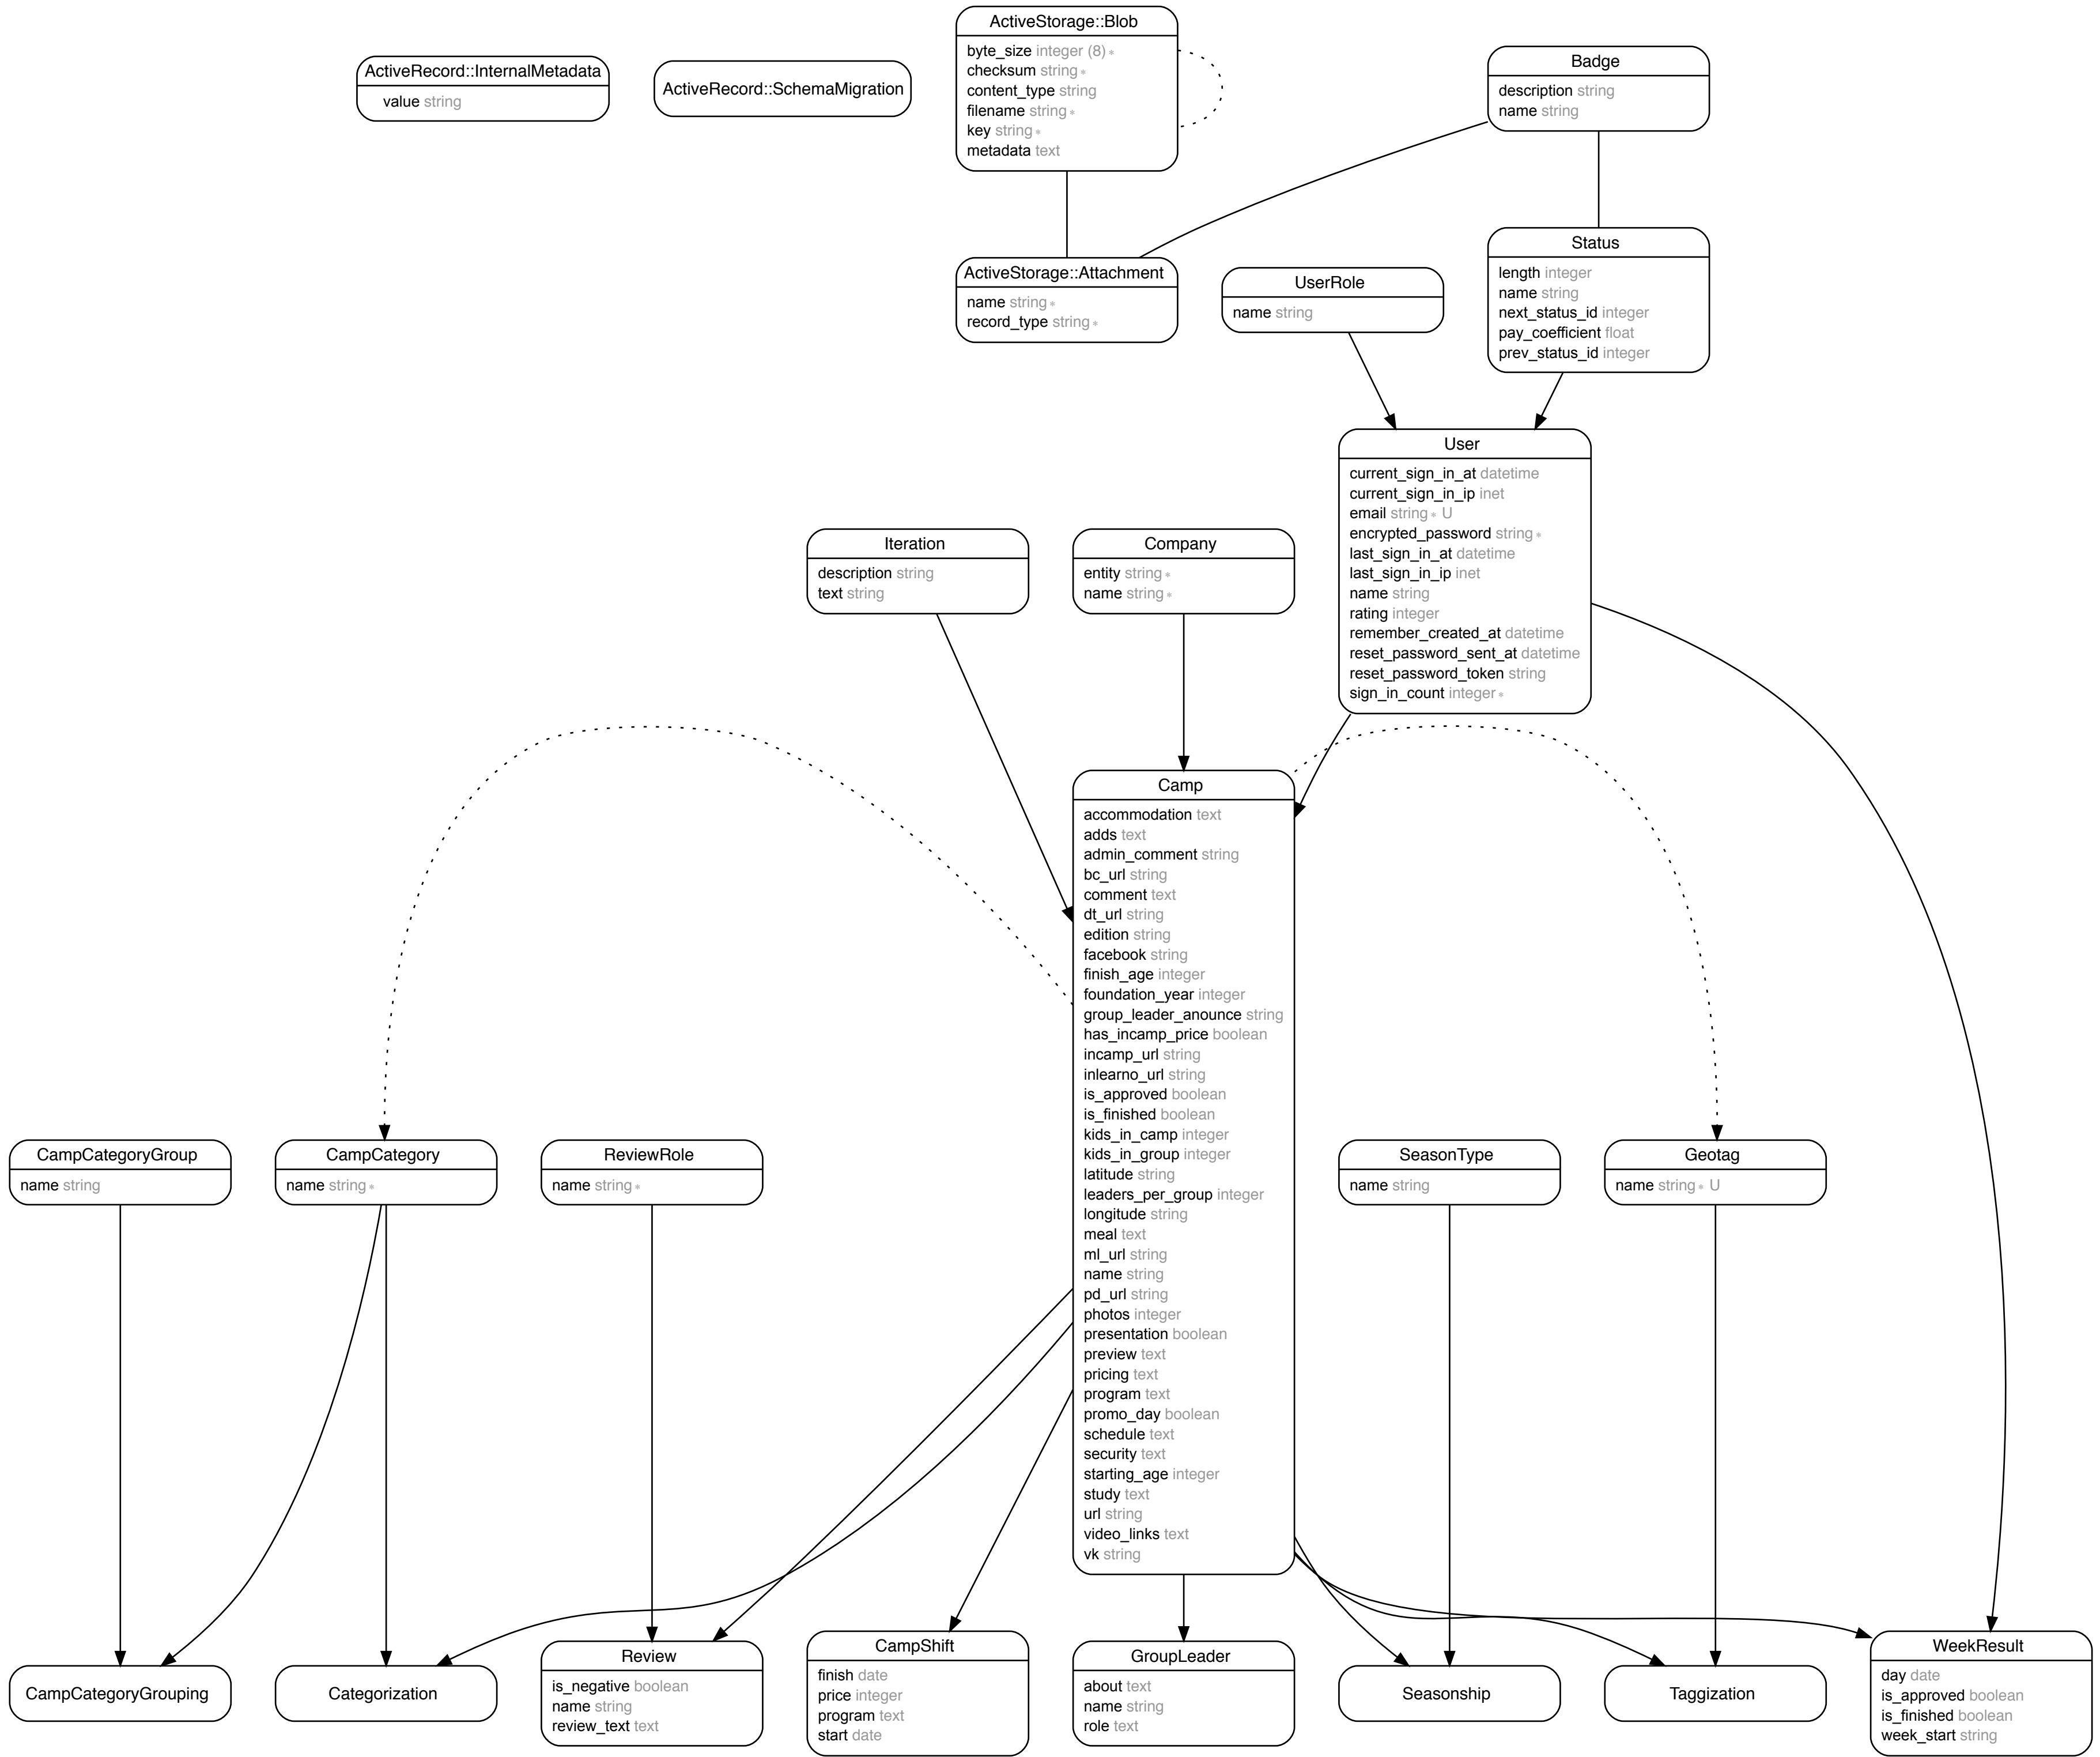 ActiveRecord::InternalMetadata
value string
ActiveRecord::SchemaMigration
ActiveStorage::Blob
byte_size integer (8) *
checksum string *
content_type string
filename string *
key string *
metadata text
Badge
description string
name string
ActiveStorage::Attachment
name string *
record_type string *
UserRole
name string
Status
length integer
name string
next_status_id integer
pay_coefficient float
prev_status_id integer
User
current_sign_in_at datetime
current_sign_in_ip inet
email string * U
encrypted_password string *
last_sign_in_at datetime
last_sign_in_ip inet
name string
rating integer
remember_created_at datetime
reset_password_sent_at datetime
reset_password_token string
sign_in_count integer *
Iteration
description string
text string
Company
entity string *
name string *
Camp
accommodation text
adds text
admin_comment string
bc_url string
comment text
dt_url string
edition string
facebook string
finish_age integer
foundation_year integer
group_leader_anounce string
has_incamp_price boolean
incamp_url string
inlearno_url string
is_approved boolean
is_finished boolean
kids_in_camp integer
kids_in_group integer
latitude string
leaders_per_group integer
longitude string
meal text
ml_url string
name string
pd_url string
photos integer
presentation boolean
preview text
pricing text
program text
promo_day boolean
schedule text
security text
starting_age integer
study text
url string
video_links text
vk string
CampCategoryGroup
name string
CampCategory
name string *
ReviewRole
name string *
SeasonType
name string
Geotag
name string * U
CampCategoryGrouping
Categorization
Review
is_negative boolean
name string
review_text text
CampShift
finish date
price integer
program text
start date
GroupLeader
about text
name string
role text
Seasonship
Taggization
WeekResult
day date
is_approved boolean
is_finished boolean
week_start string